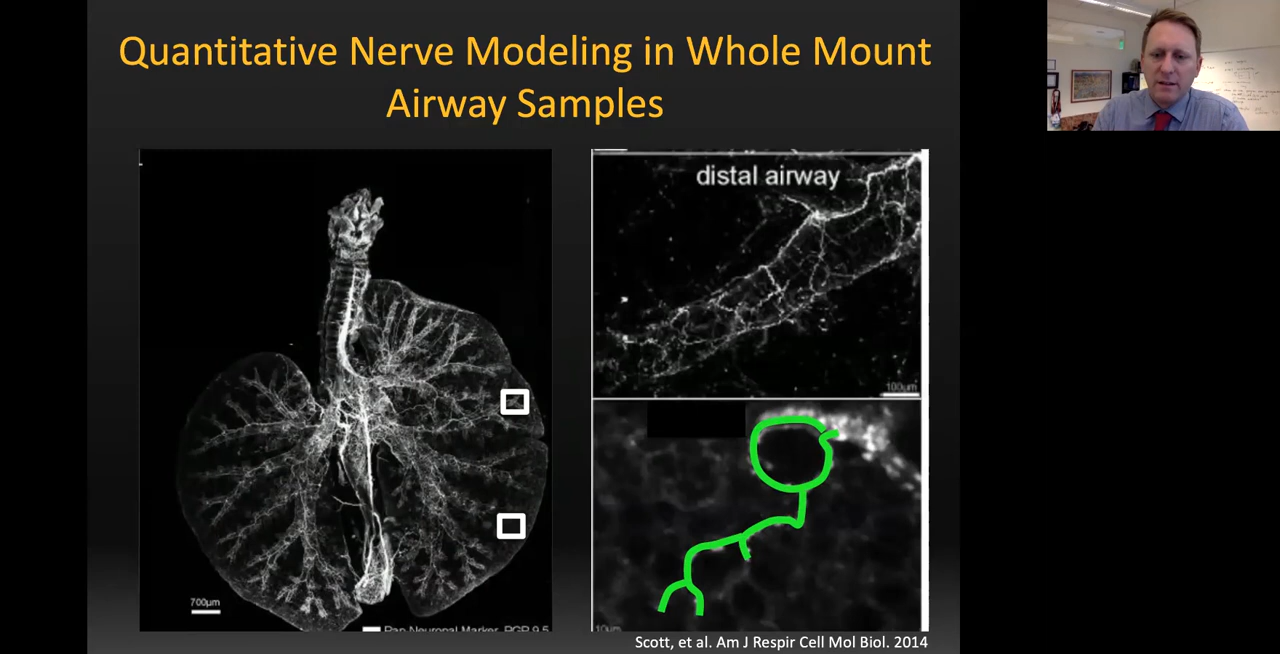 Quantitative Nerve Modeling in Whole Mount
Airway Samples
distal airway
100µm
700µm
Pan Neuronal Marker, PGP 9.5
10µm
Scott, et al. Am J Respir Cell Mol Biol. 2014